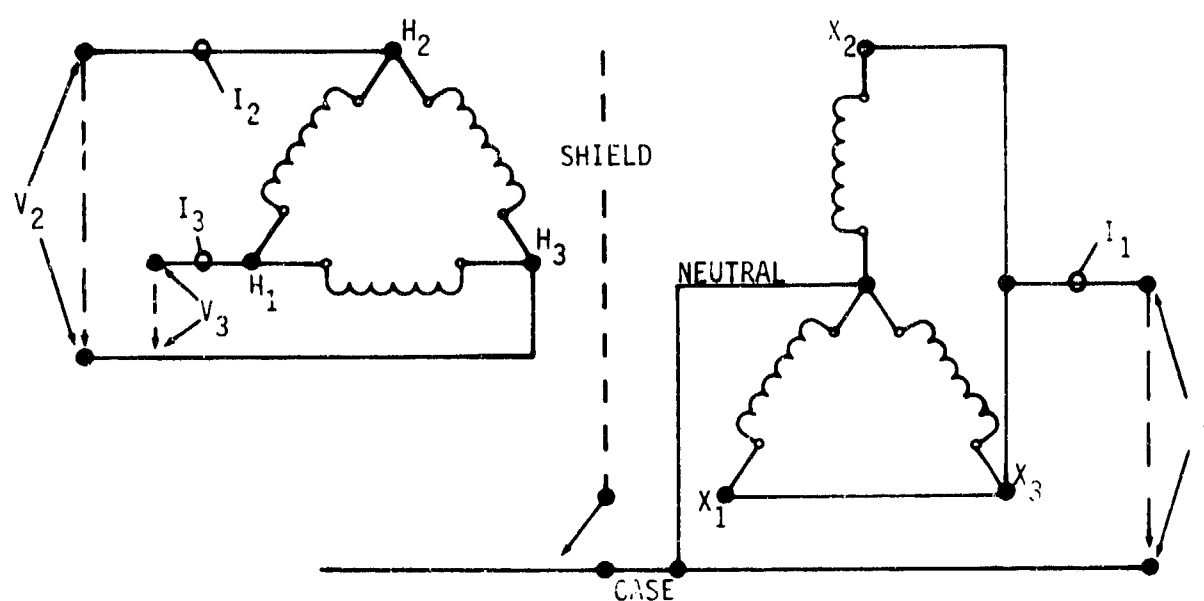 H2
I2
SHIELD
V2
I3
H3
H1
V3
X2
I1
NEUTRAL
X1
X3
CASE